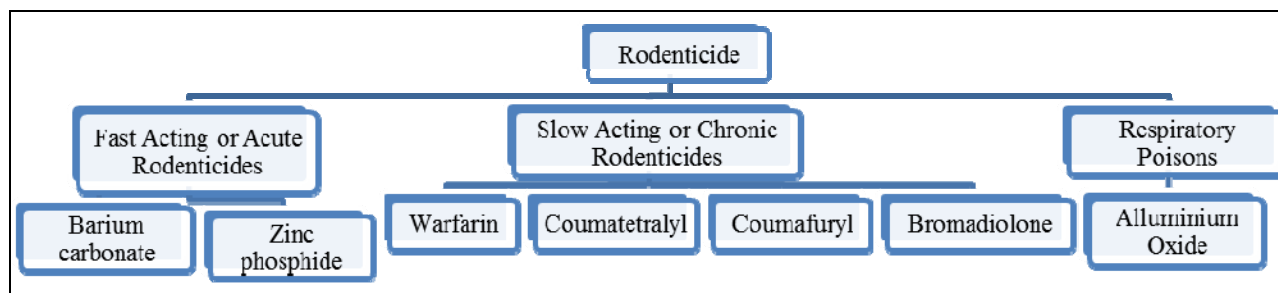 Rodenticide
Fast Acting or Acute
Rodenticides
Slow Acting or Chronic
Rodenticides
Respiratory
Poisons
Barium
carbonate
Zinc
phosphide
Warfarin
Coumatetralyl
Coumafuryl
Bromadiolone
Alluminium
Oxide